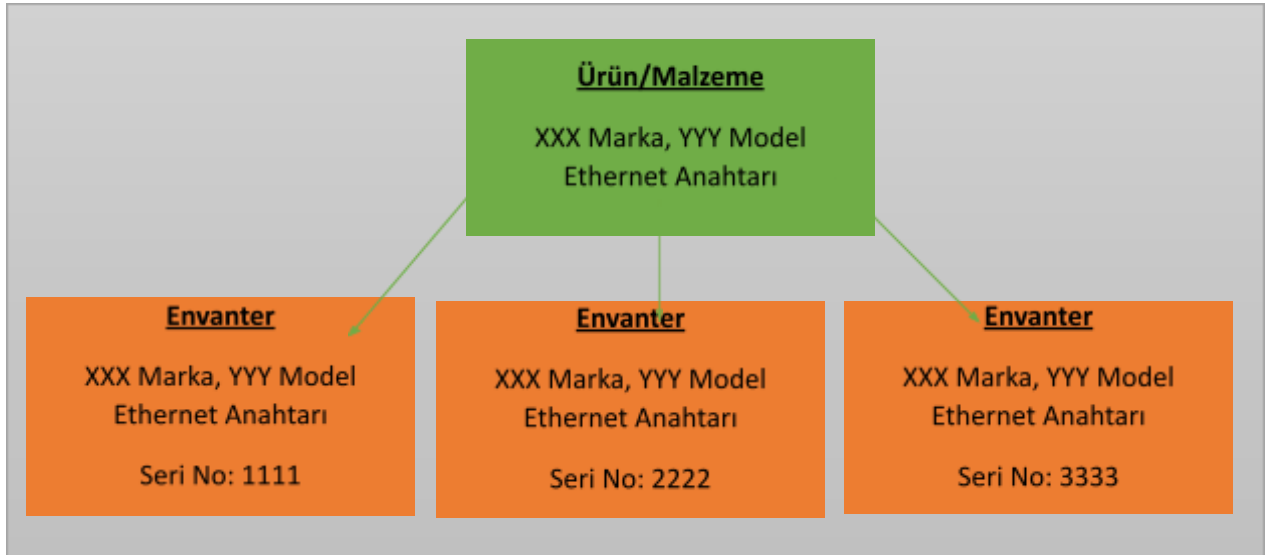 Ürün/Malzeme
XXX Marka, YYY Model
Ethernet Anahtarı
Envanter
XXX Marka, YYY Model
Ethernet Anahtarı
Seri No: 1111
Envanter
XXX Marka, YYY Model
Ethernet Anahtarı
Seri No: 2222
Envanter
XXX Marka, YYY Model
Ethernet Anahtarı
Seri No: 3333